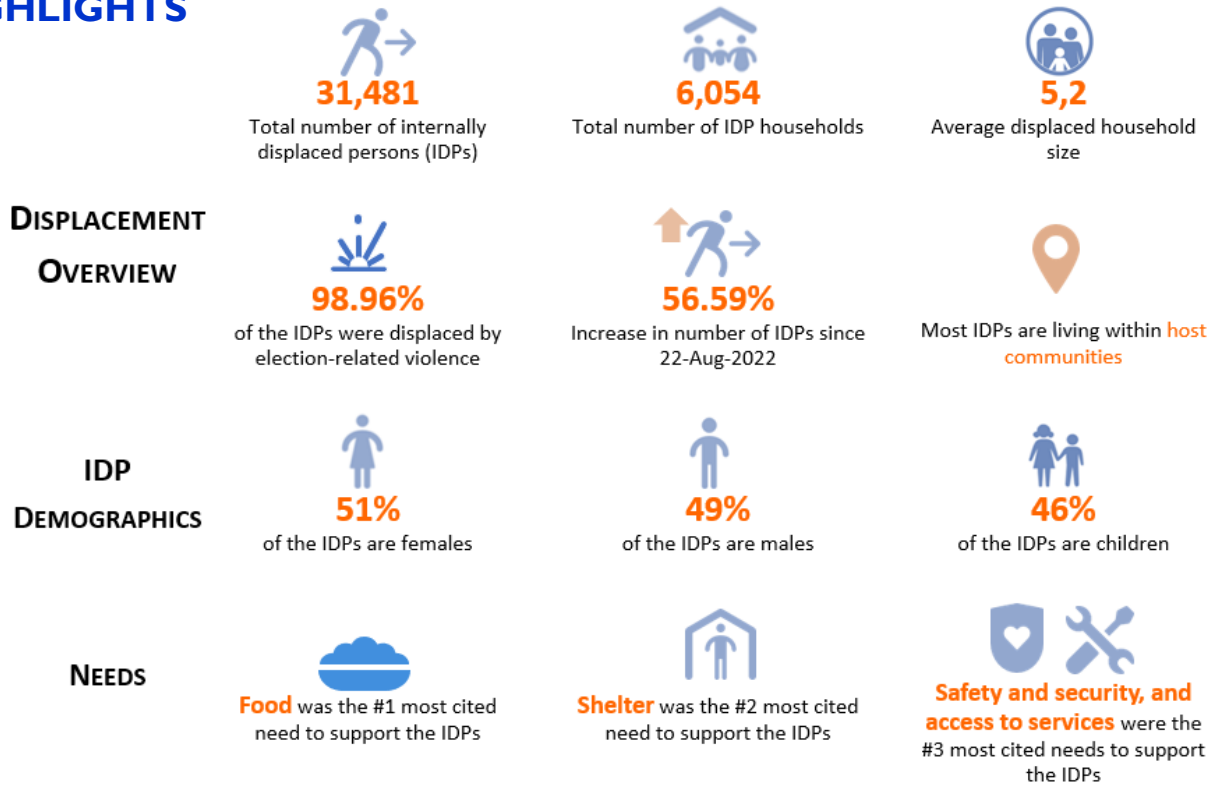 GHLIGHTS
31,481
Total number of internally
displaced persons (IDPs)
6,054
Total number of IDP households
5,2
Average displaced household
size
DISPLACEMENT
OVERVIEW
98.96%
of the IDPs were displaced by
election-related violence
56.59%
Increase in number of IDPs since
22-Aug-2022
Most IDPs are living within host
communities
IDP
DEMOGRAPHICS
51%
of the IDPs are females
49%
of the IDPs are males
46%
of the IDPs are children
NEEDS
Food was the #1 most cited
need to support the IDPs
Shelter was the #2 most cited
need to support the IDPs
Safety and security, and
access to services were the
#3 most cited needs to support
the IDPs